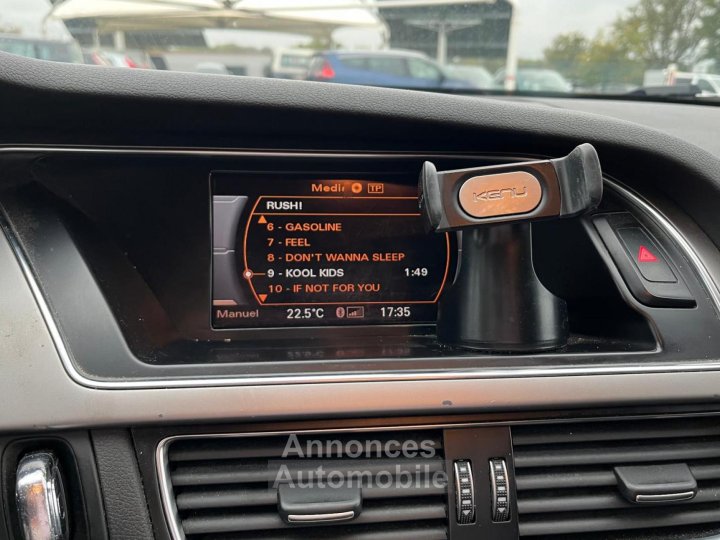 Medi TP
RUSH!
KENU
6 - GASOLINE
7 - FEEL
8 - DON'T WANNA SLEEP
9 - KOOL KIDS 1:49
10 - IF NOT FOR YOU
Manuel 22.5°C 17:35
Annonces
Automobile